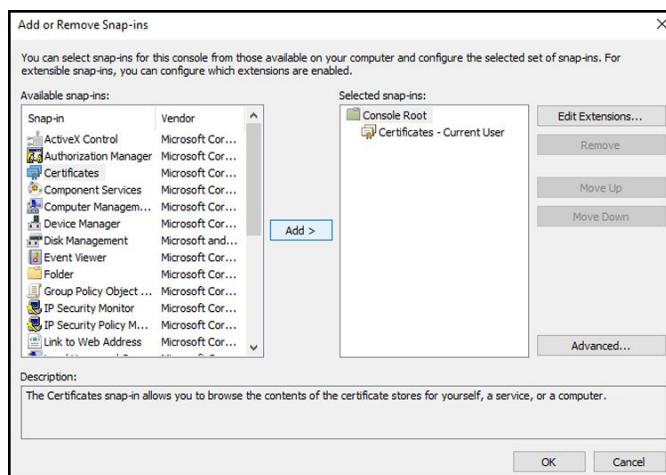 Add or Remove Snap-ins
You can select snap-ins for this console from those available on your computer and configure the selected set of snap-ins. For
extensible snap-ins, you can configure which extensions are enabled.
Available snap-ins:
Snap-in Vendor
ActiveX Control Microsoft Cor...
Authorization Manager Microsoft Cor...
Certificates Microsoft Cor...
Component Services Microsoft Cor...
Computer Managem... Microsoft Cor...
Device Manager Microsoft Cor...
Disk Management Microsoft and...
Event Viewer Microsoft Cor...
Folder Microsoft Cor...
Group Policy Object ... Microsoft Cor...
IP Security Monitor Microsoft Cor...
IP Security Policy M... Microsoft Cor...
Link to Web Address Microsoft Cor...
Add >
Selected snap-ins:
Console Root
Certificates - Current User
Edit Extensions...
Remove
Move Up
Move Down
Advanced...
Description:
The Certificates snap-in allows you to browse the contents of the certificate stores for yourself, a service, or a computer.
OK Cancel